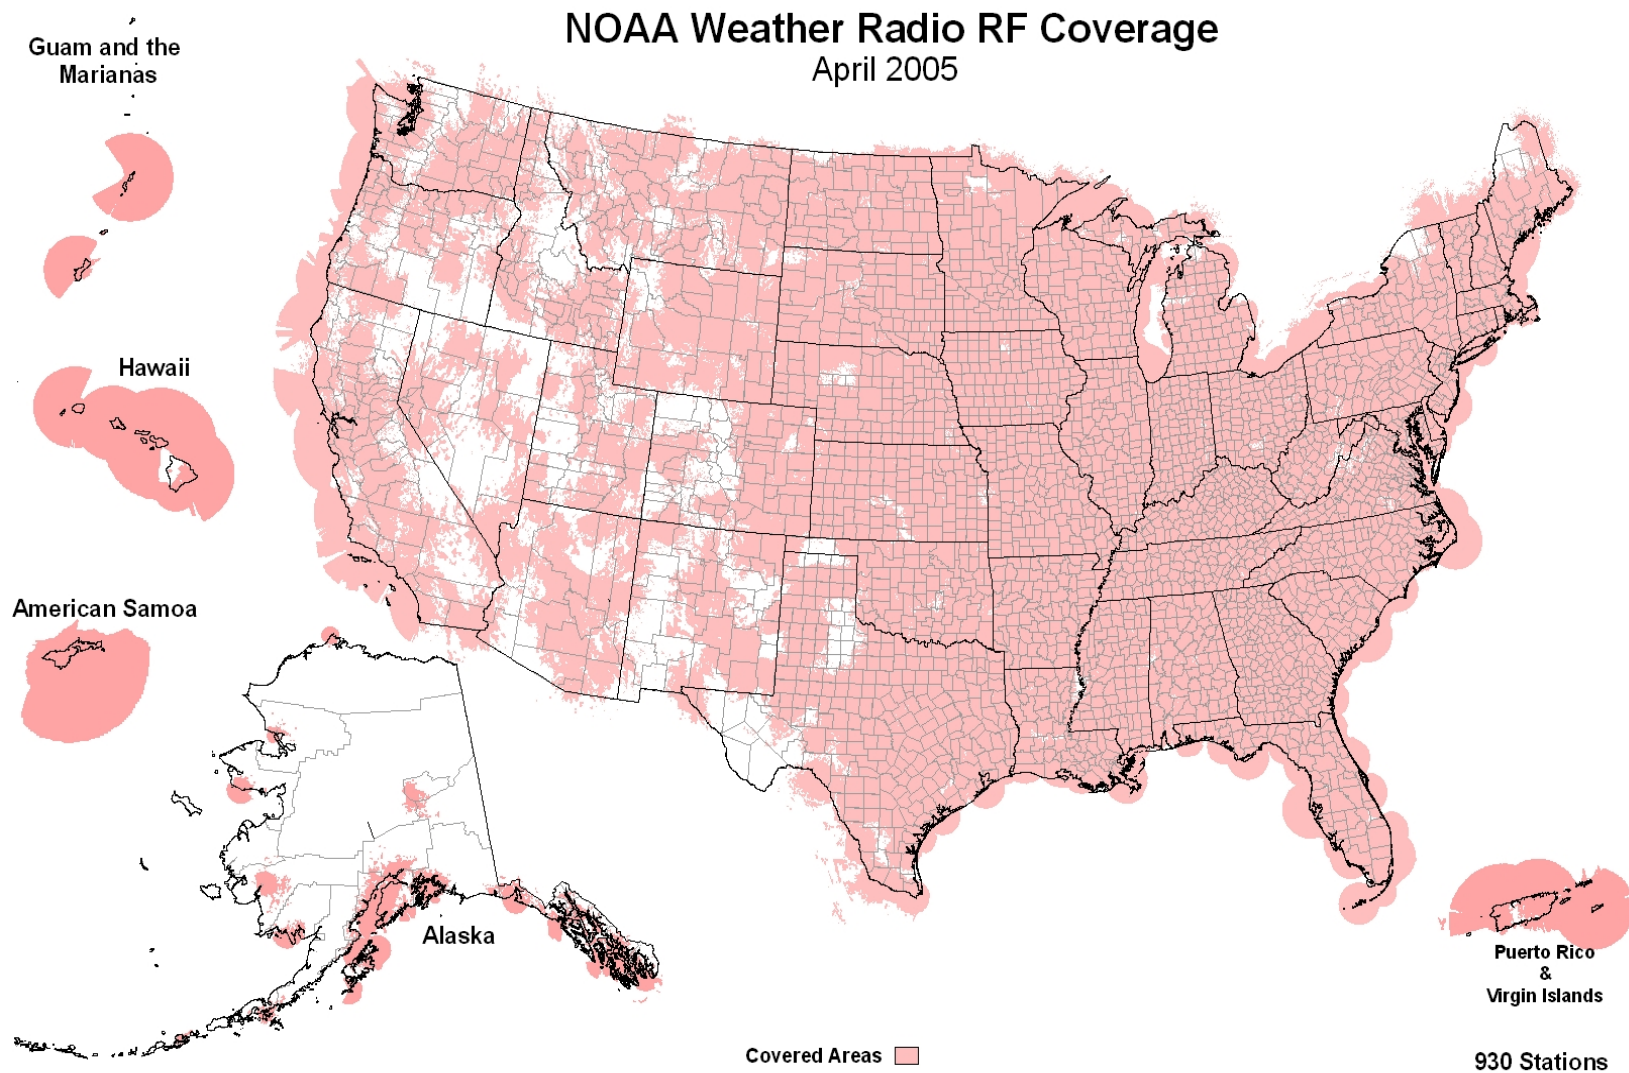 NOAA Weather Radio RF Coverage
April 2005
Guam and the
Marianas
Hawaii
American Samoa
Alaska
Puerto Rico
&
Virgin Islands
Covered Areas
930 Stations